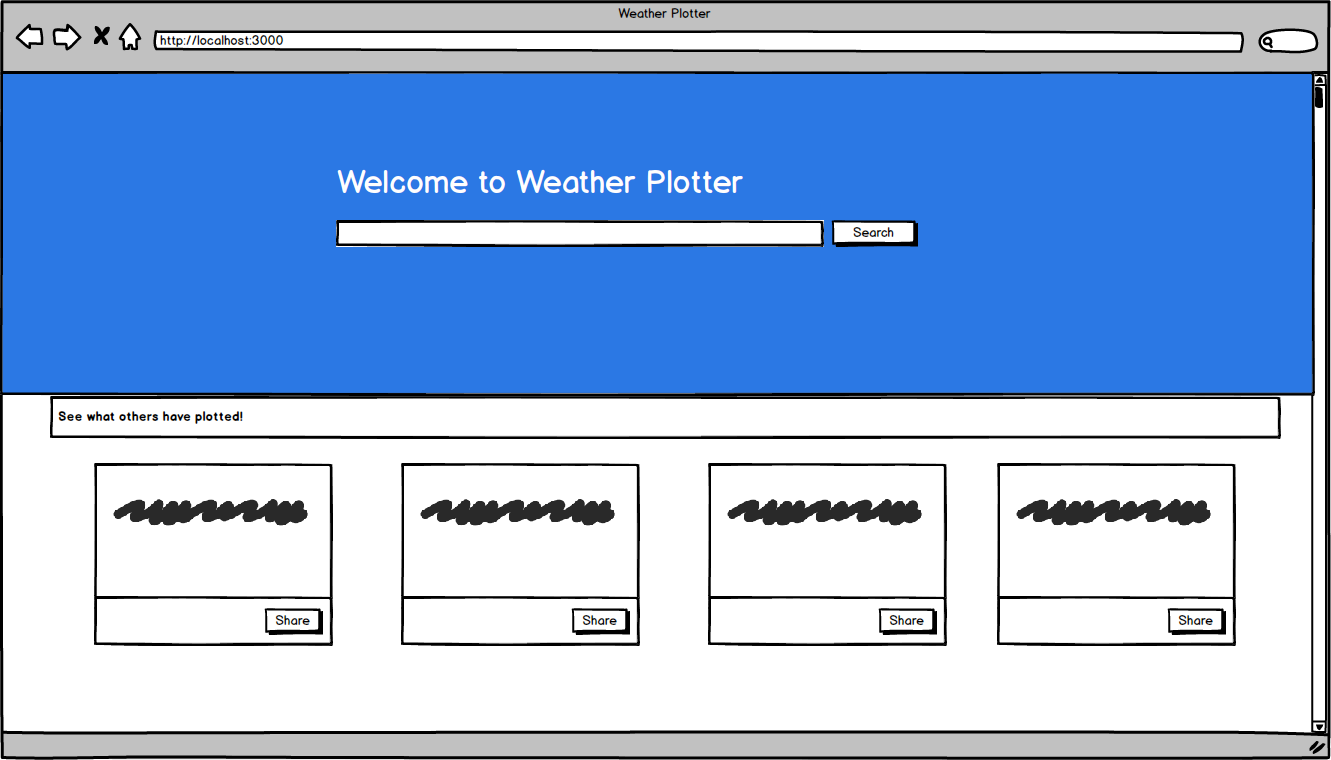 Weather Plotter
http://localhost:3000
Welcome to Weather Plotter
Search
See what others have plotted!
Share
Share
Share
Share